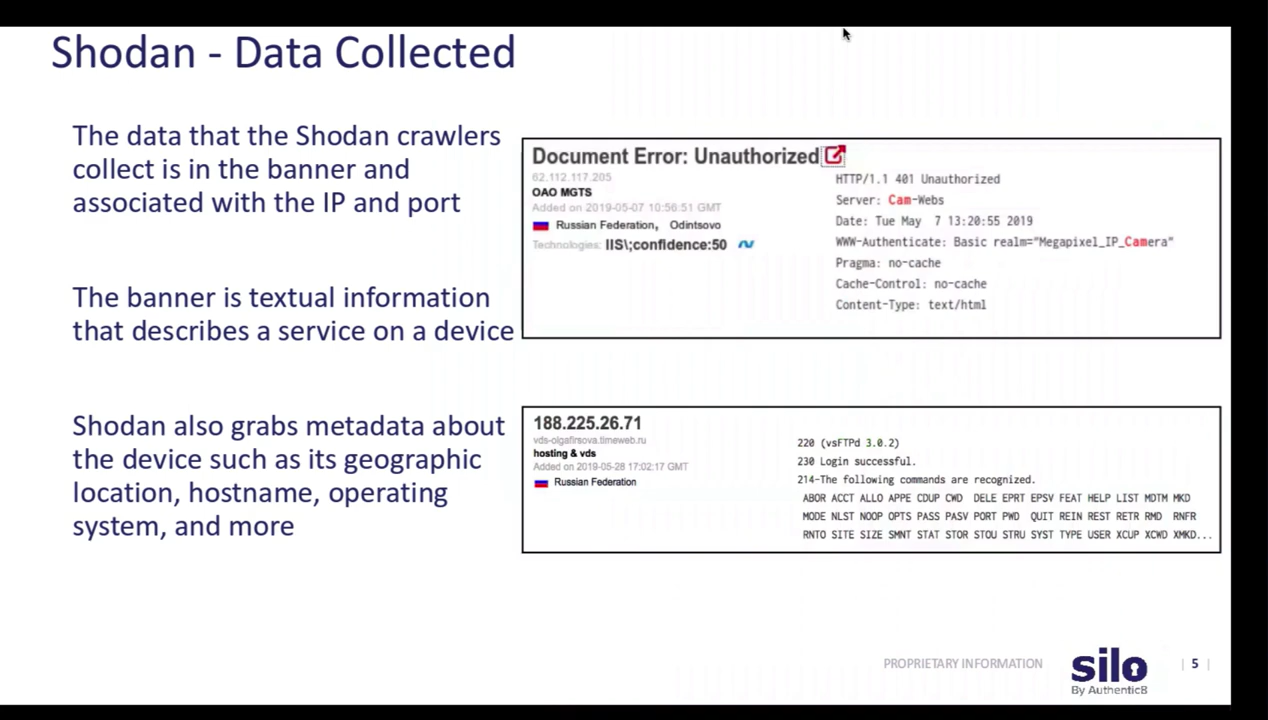 Shodan - Data Collected
The data that the Shodan crawlers
collect is in the banner and
associated with the IP and port
The banner is textual information
that describes a service on a device
Shodan also grabs metadata about
the device such as its geographic
location, hostname, operating
system, and more
Document Error: Unauthorized
62.112.117.205
OAO MGTS
Added on 2019-05-07 10:56:51 GMT
Russian Federation, Odintsovo
Technologies: IIS\;confidence:50
HTTP/1.1 401 Unauthorized
Server: Cam-Webs
Date: Tue May 7 13:20:55 2019
WWW-Authenticate: Basic realm="Megapixel_IP_Camera"
Pragma: no-cache
Cache-Control: no-cache
Content-Type: text/html
188.225.26.71
vds-olgafirsova.timeweb.ru
hosting & vds
Added on 2019-05-28 17:02:17 GMT
Russian Federation
220 (vsFTPd 3.0.2)
230 Login successful.
214-The following commands are recognized.
ABOR ACCT ALLO APPE CDUP CWD DELE EPRT EPSV FEAT HELP LIST MDTM MKD
MODE NLST NOOP OPTS PASS PASV PORT PWD QUIT REIN REST RETR RMD RNFR
RNTO SITE SIZE SMNT STAT STOR STOU STRU SYST TYPE USER XCUP XCWD XMKD...
PROPRIETARY INFORMATION
silo
By Authentic8
| 5 |